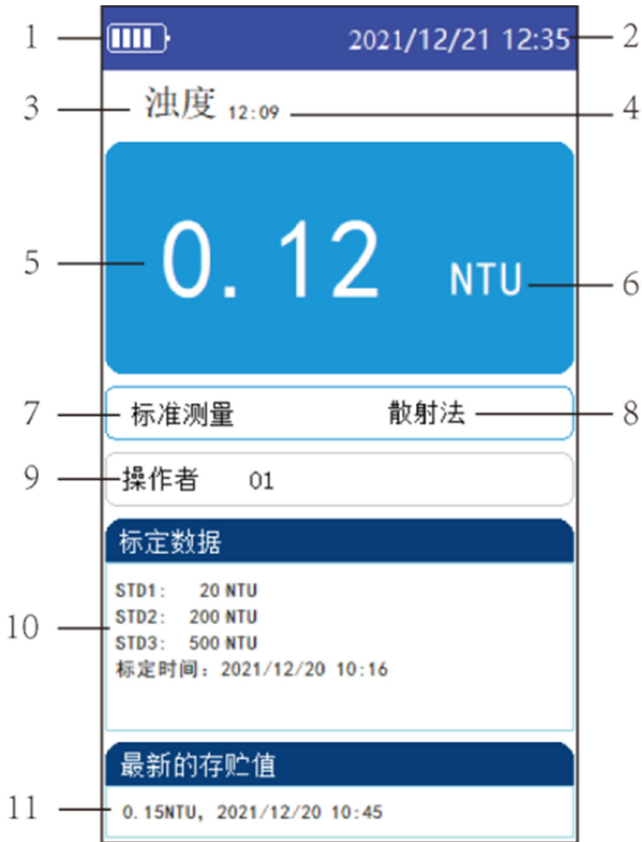 1 2021/12/21 12:35 2
3 浊度 12:09 4
5 0.12 NTU 6
7 标准测量 散射法 8
9 操作者 01
标定数据
STD1: 20 NTU
STD2: 200 NTU
10 STD3: 500 NTU
标定时间: 2021/12/20 10:16
最新的存贮值
11 0.15NTU, 2021/12/20 10:45